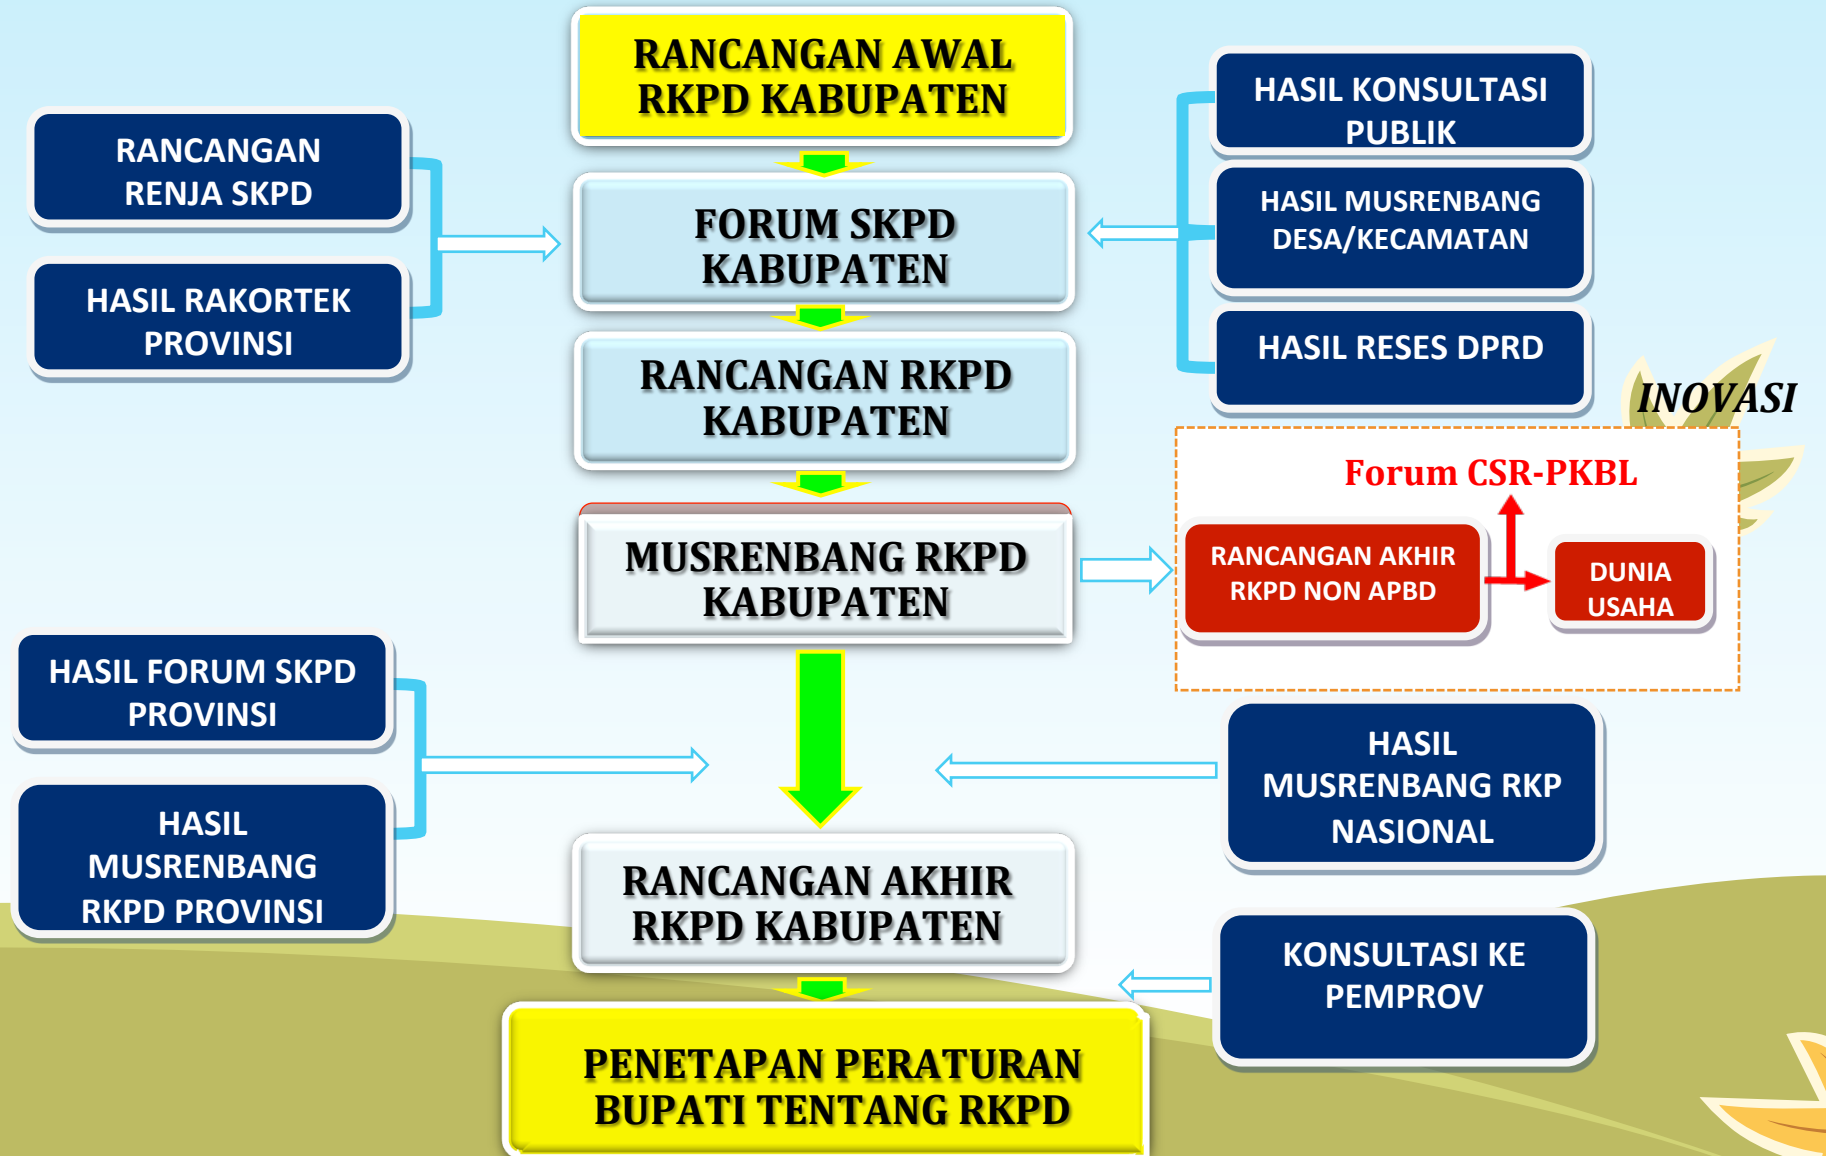 RANCANGAN AWAL
RKPD KABUPATEN
HASIL KONSULTASI
PUBLIK
RANCANGAN
RENJA SKPD
HASIL MUSRENBANG
DESA/KECAMATAN
FORUM SKPD
KABUPATEN
HASIL RAKORTEK
PROVINSI
HASIL RESES DPRD
RANCANGAN RKPD
KABUPATEN
INOVASI
Forum CSR-PKBL
MUSRENBANG RKPD
KABUPATEN
RANCANGAN AKHIR
RKPD NON APBD
DUNIA
USAHA
HASIL FORUM SKPD
PROVINSI
HASIL
MUSRENBANG RKP
NASIONAL
HASIL
MUSRENBANG
RKPD PROVINSI
RANCANGAN AKHIR
RKPD KABUPATEN
KONSULTASI KE
PEMPROV
PENETAPAN PERATURAN
BUPATI TENTANG RKPD